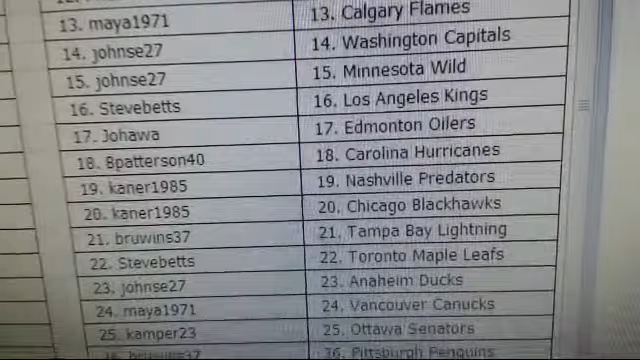 13. maya1971 13. Calgary Flames
14. johnse27 14. Washington Capitals
15. johnse27 15. Minnesota Wild
16. Stevebetts 16. Los Angeles Kings
17. Johawa 17. Edmonton Oilers
18. Bpatterson40 18. Carolina Hurricanes
19. kaner1985 19. Nashville Predators
20. kaner1985 20. Chicago Blackhawks
21. bruwins37 21. Tampa Bay Lightning
22. Stevebetts 22. Toronto Maple Leafs
23. johnse27 23. Anaheim Ducks
24. maya1971 24. Vancouver Canucks
25. kamper23 25. Ottawa Senators
bruwins37 Pittsburgh Penguins